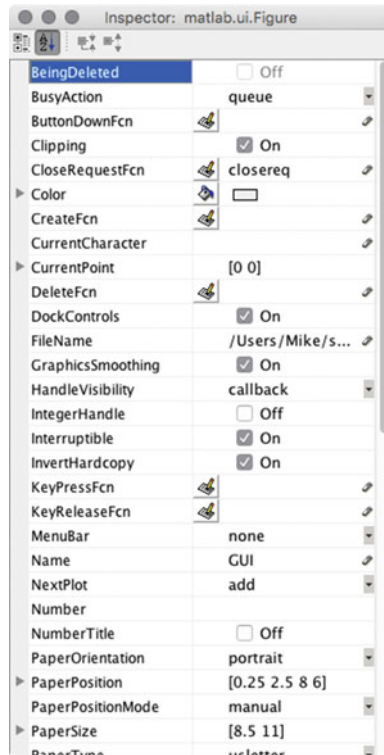 Inspector: matlab.ui.Figure
BeingDeleted Off
BusyAction queue
ButtonDownFcn
Clipping On
CloseRequestFcn closereq
Color
CreateFcn
CurrentCharacter
CurrentPoint [0 0]
DeleteFcn
DockControls On
FileName /Users/Mike/s...
GraphicsSmoothing On
HandleVisibility callback
IntegerHandle Off
Interruptible On
InvertHardcopy On
KeyPressFcn
KeyReleaseFcn
MenuBar none
Name GUI
NextPlot add
Number
NumberTitle Off
PaperOrientation portrait
PaperPosition [0.25 2.5 8 6]
PaperPositionMode manual
PaperSize [8.5 11]
PaperType usletter